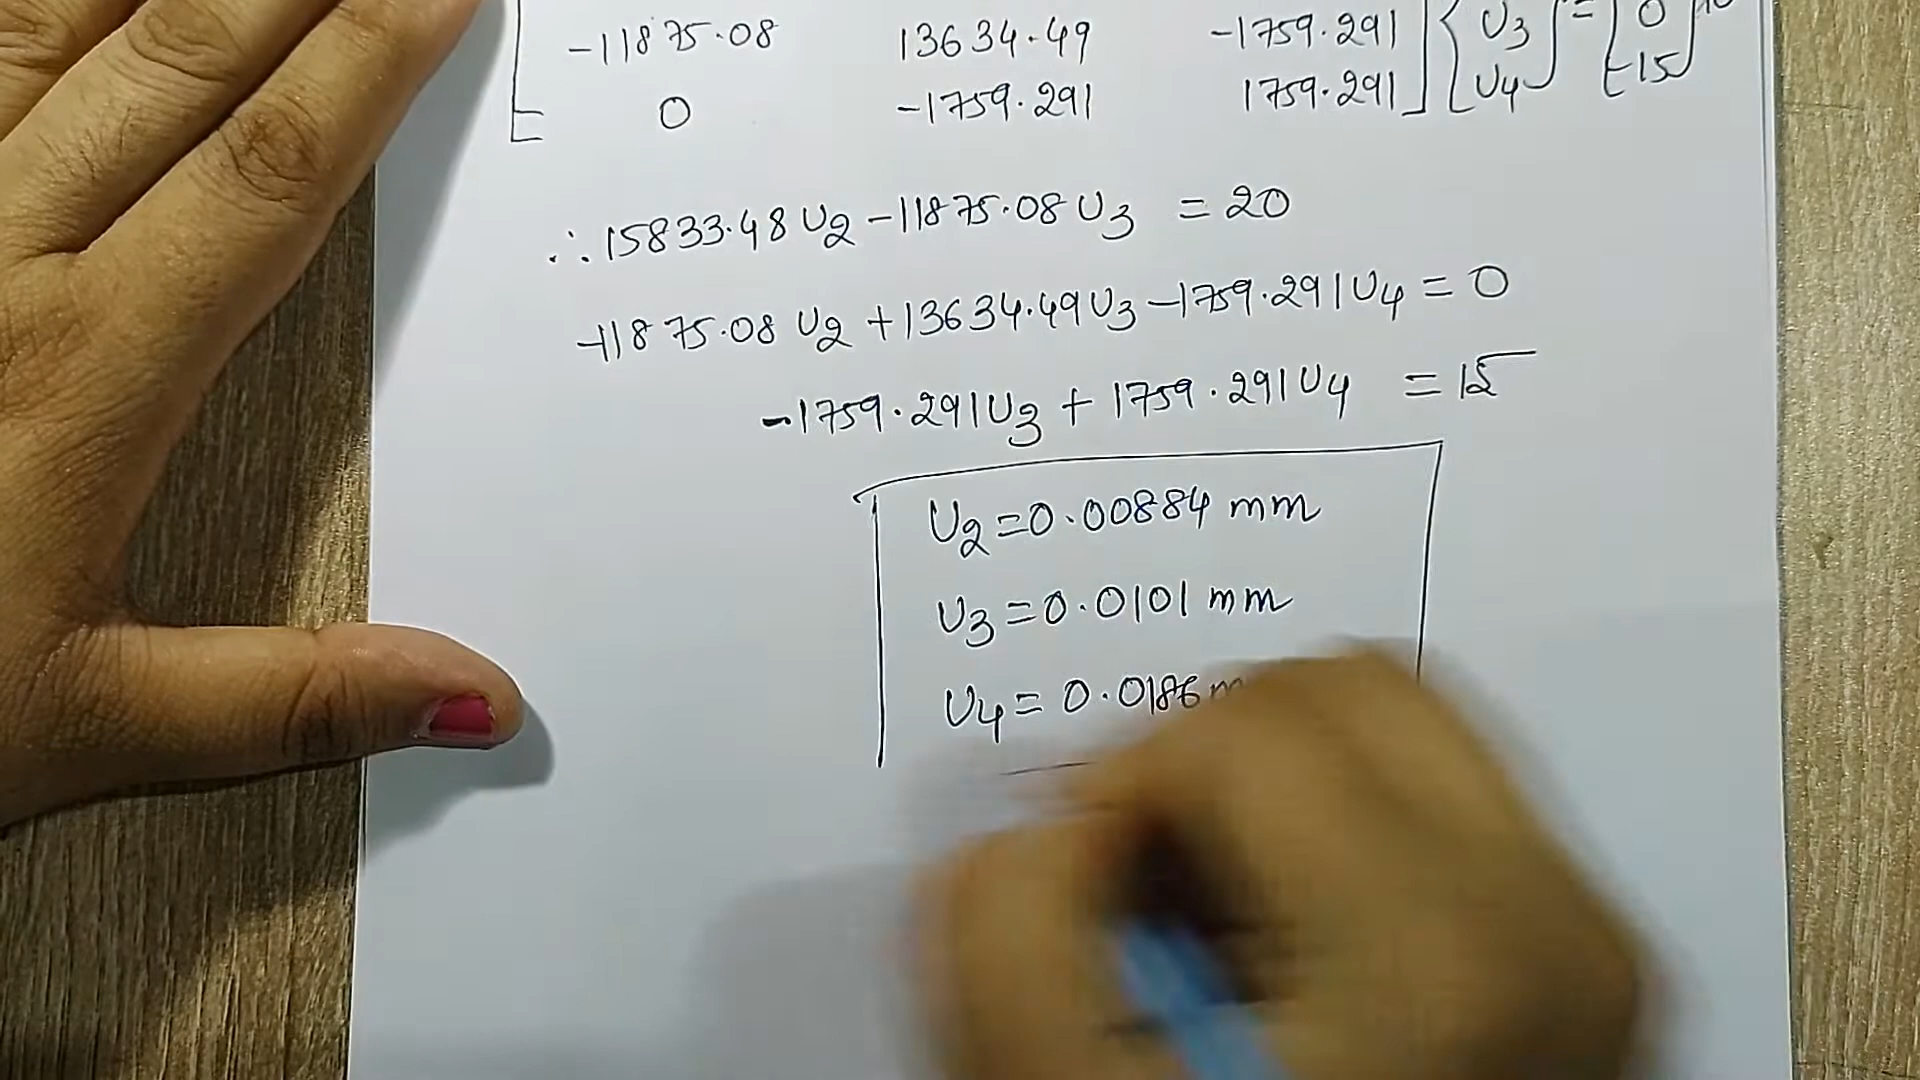 -11875.08 13634.49 -1759.291 U3 = 0 10
0 -1759.291 1759.291 U4 15
∴ 15833.48 U2 - 11875.08 U3 = 20
-11875.08 U2 + 13634.49 U3 - 1759.291 U4 = 0
-1759.291 U3 + 1759.291 U4 = 15
U2 = 0.00884 mm
U3 = 0.0101 mm
U4 = 0.0186 m